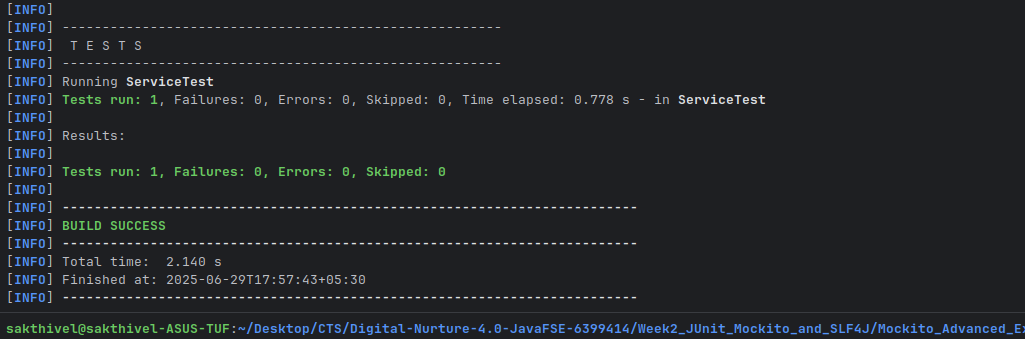 [INFO]
[INFO] -------------------------------------------------------
[INFO]  T E S T S
[INFO] -------------------------------------------------------
[INFO] Running ServiceTest
[INFO] Tests run: 1, Failures: 0, Errors: 0, Skipped: 0, Time elapsed: 0.778 s - in ServiceTest
[INFO]
[INFO] Results:
[INFO]
[INFO] Tests run: 1, Failures: 0, Errors: 0, Skipped: 0
[INFO]
[INFO] ------------------------------------------------------------------------
[INFO] BUILD SUCCESS
[INFO] ------------------------------------------------------------------------
[INFO] Total time:  2.140 s
[INFO] Finished at: 2025-06-29T17:57:43+05:30
[INFO] ------------------------------------------------------------------------
sakthivel@sakthivel-ASUS-TUF:~/Desktop/CTS/Digital-Nurture-4.0-JavaFSE-6399414/Week2_JUnit_Mockito_and_SLF4J/Mockito_Advanced_Ex